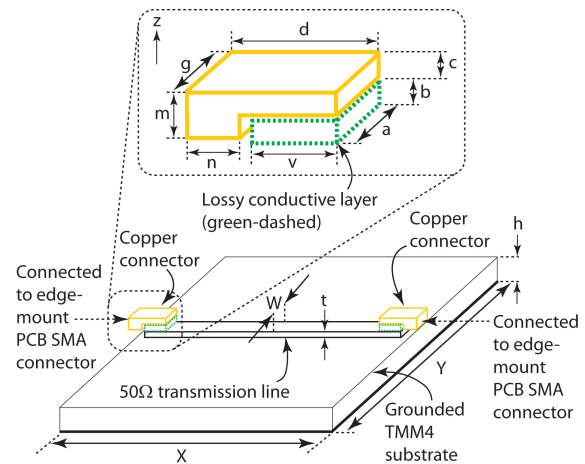 z
d
g
c
m
b
a
n
v
Lossy conductive layer
(green-dashed)
Copper
connector
Copper
connector
h
Connected
to edge-
mount
PCB SMA
connector
W
t
Connected
to edge-
mount
PCB SMA
connector
50Ω transmission line
Y
Grounded
TMM4
substrate
X